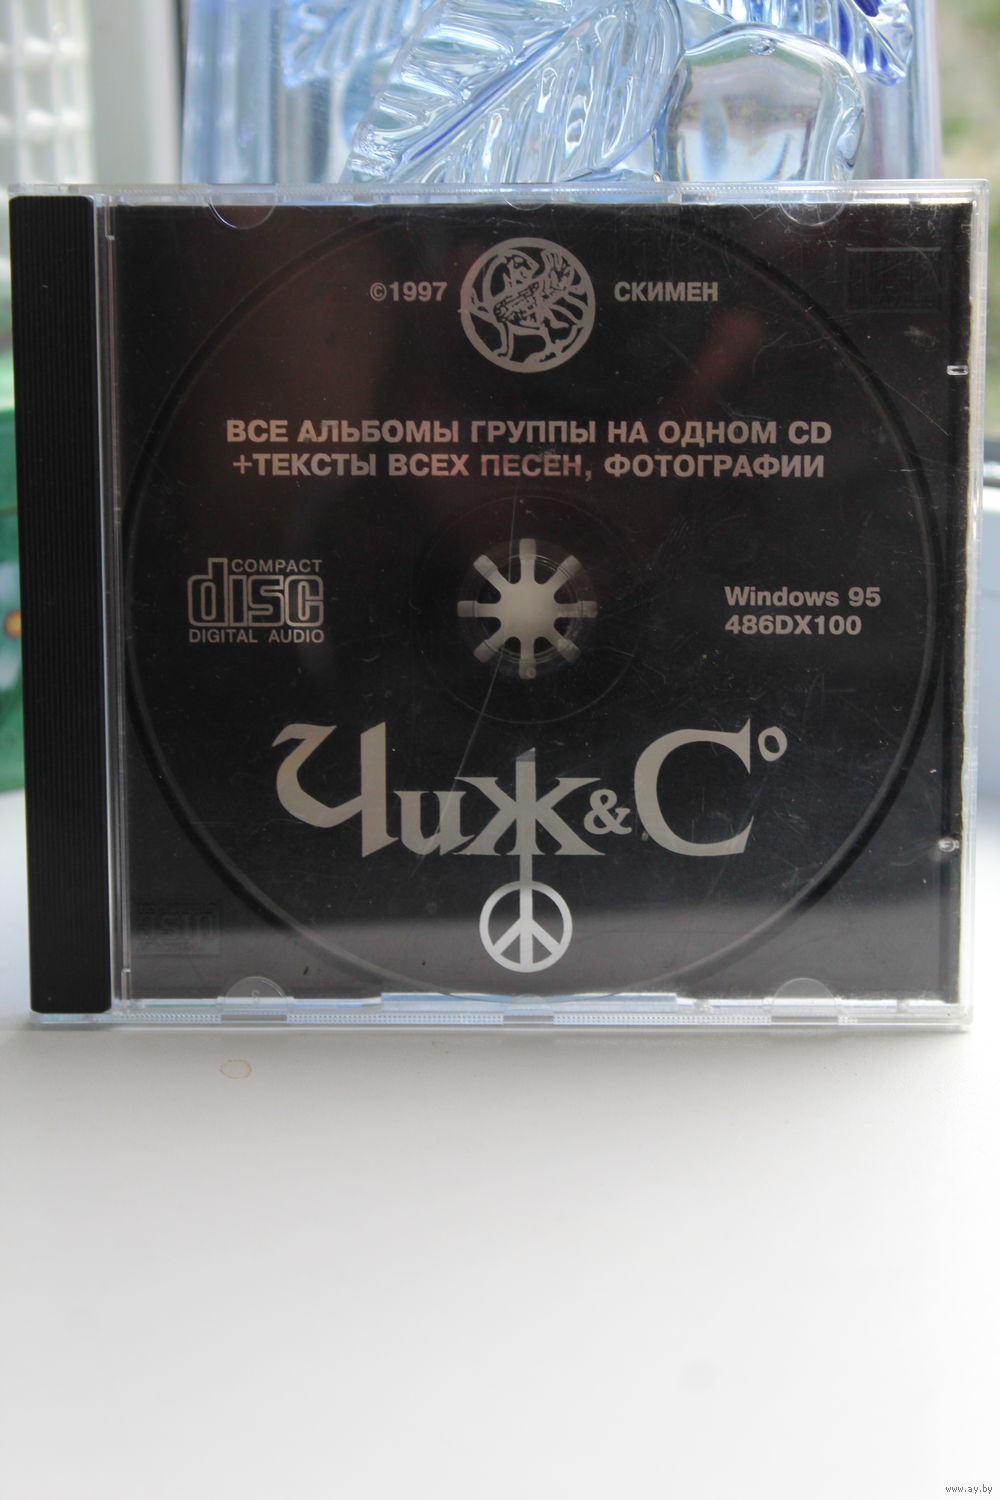 ©1997 СКИМЕН
ВСЕ АЛЬБОМЫ ГРУППЫ НА ОДНОМ CD
+ТЕКСТЫ ВСЕХ ПЕСЕН, ФОТОГРАФИИ
COMPACT
disc
DIGITAL AUDIO
Windows 95
486DX100
Чиж & Cº
www.ay.by